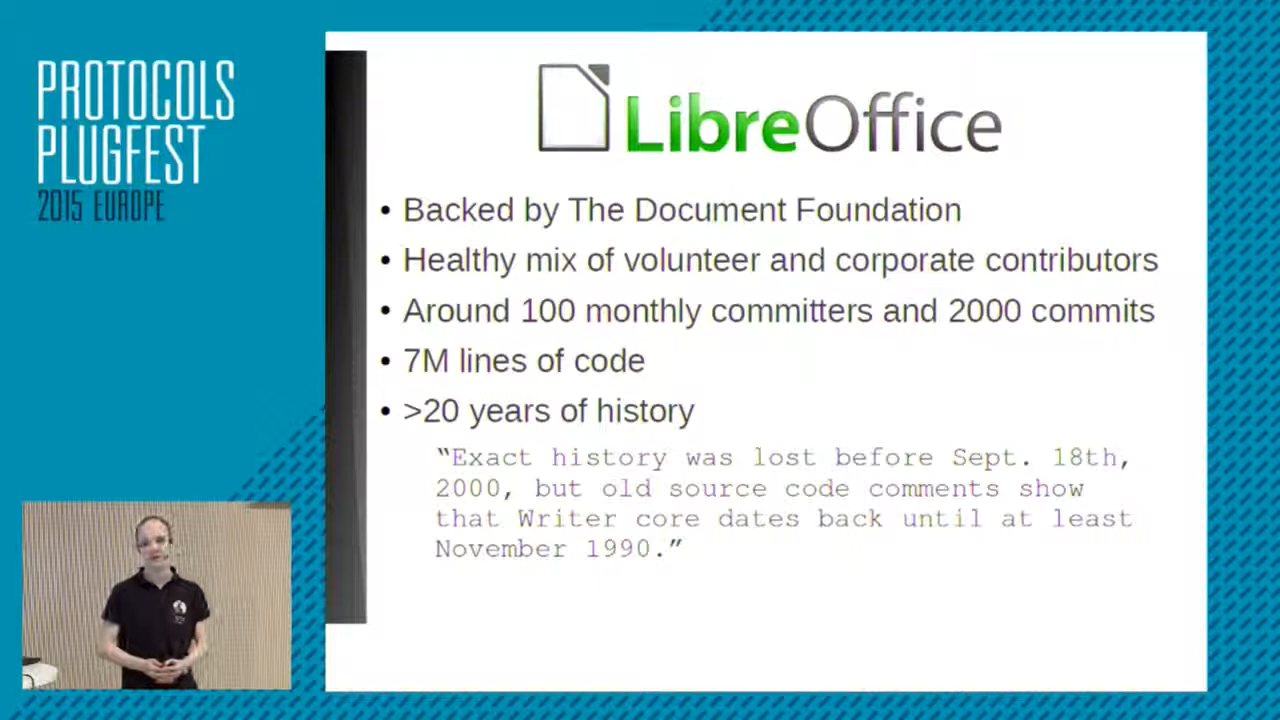 PROTOCOLS
PLUGFEST
2015 EUROPE
LibreOffice
• Backed by The Document Foundation
• Healthy mix of volunteer and corporate contributors
• Around 100 monthly committers and 2000 commits
• 7M lines of code
• >20 years of history
“Exact history was lost before Sept. 18th,
2000, but old source code comments show
that Writer core dates back until at least
November 1990.”